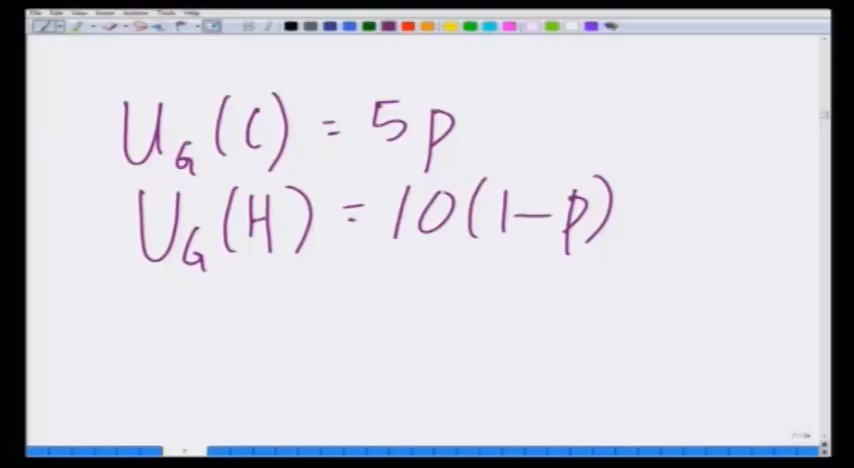 U_G(C) = 5p
U_G(H) = 10(1-p)